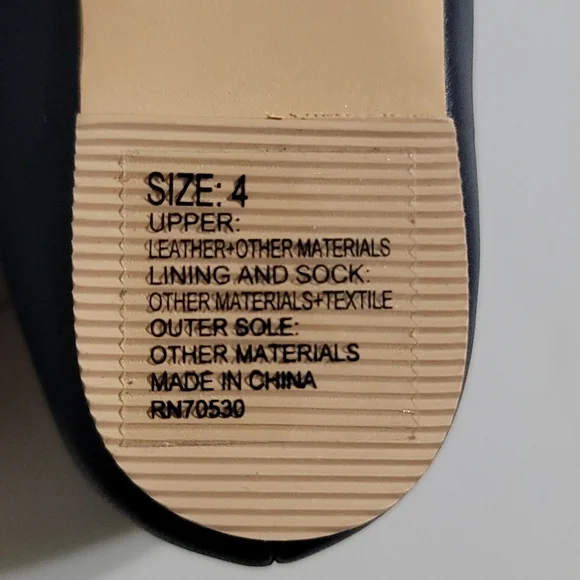 SIZE: 4
UPPER:
LEATHER+OTHER MATERIALS
LINING AND SOCK:
OTHER MATERIALS+TEXTILE
OUTER SOLE:
OTHER MATERIALS
MADE IN CHINA
RN70530